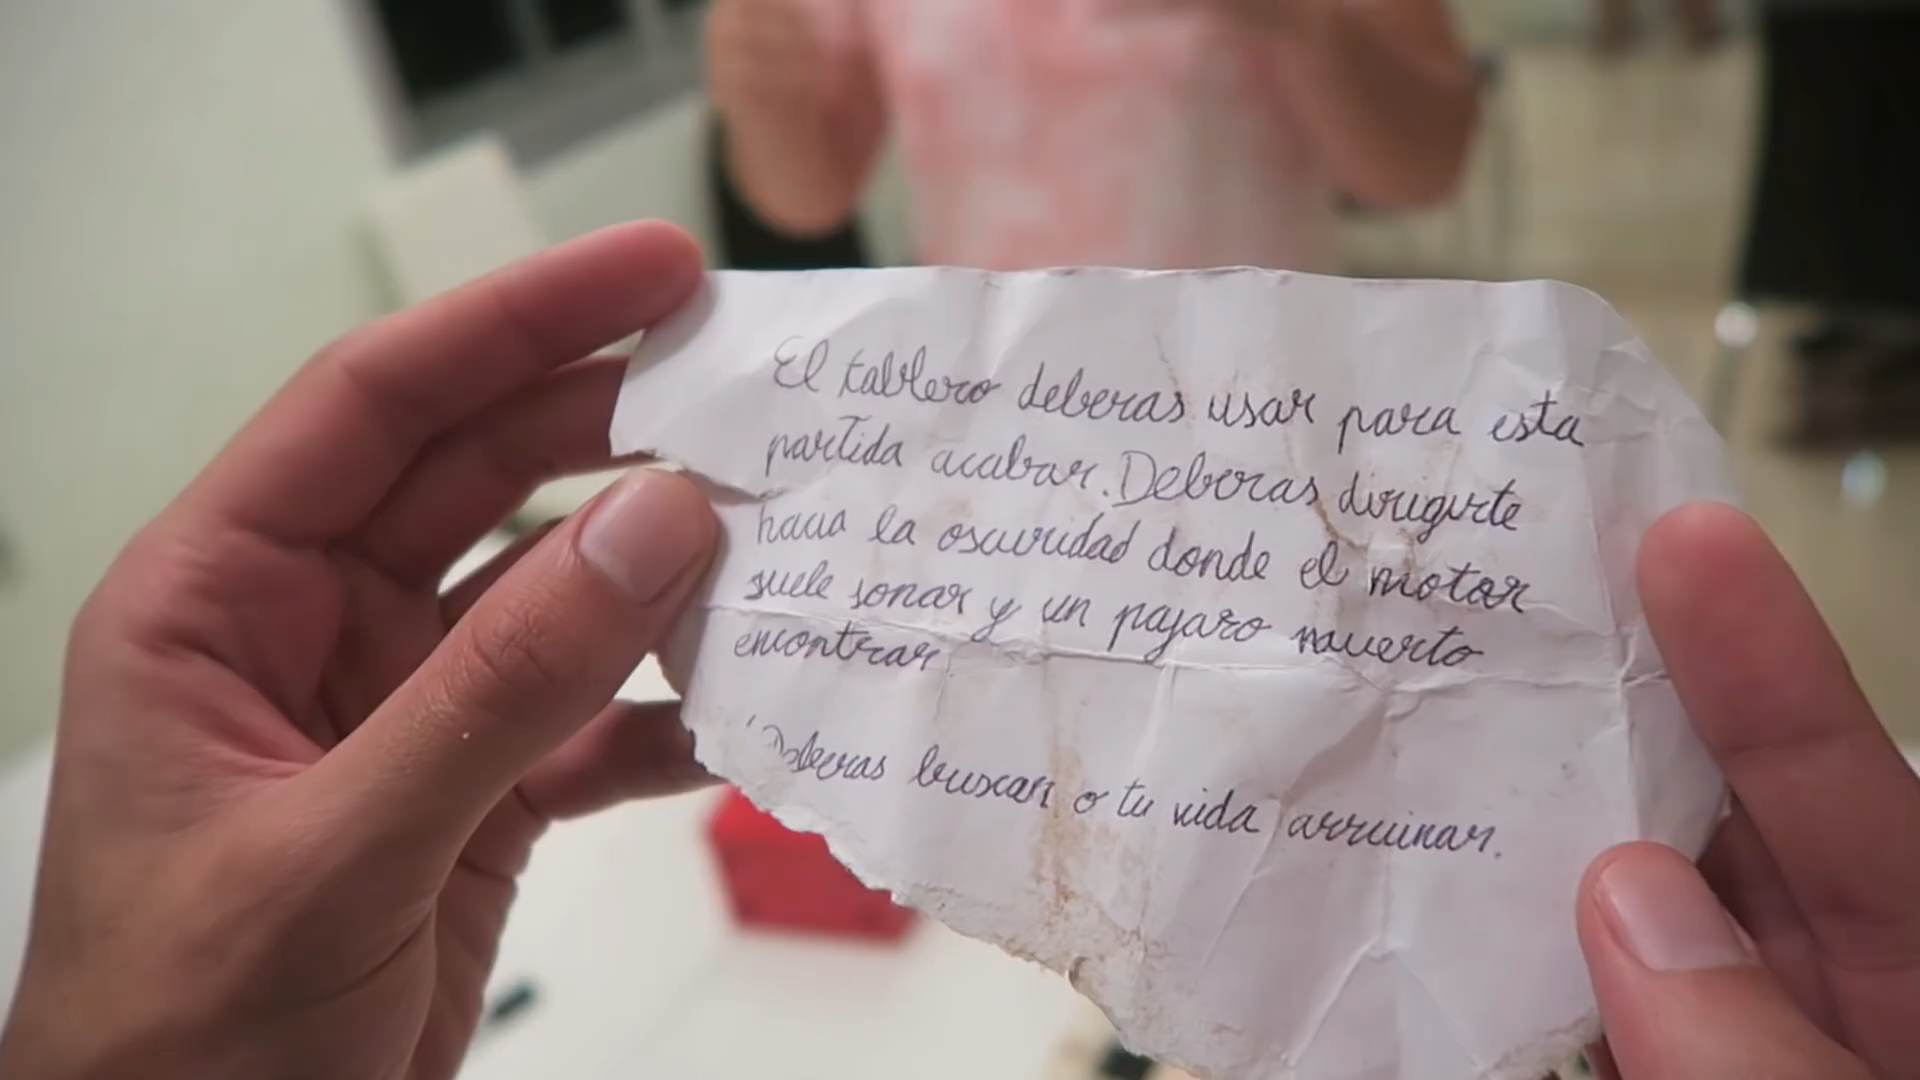 El tablero deberas usar para esta
partida acabar. Deberas dirigirte
hacia la oscuridad donde el motor
suele sonar y un pajaro muerto
encontrar
Deberas buscar o tu vida arruinar.